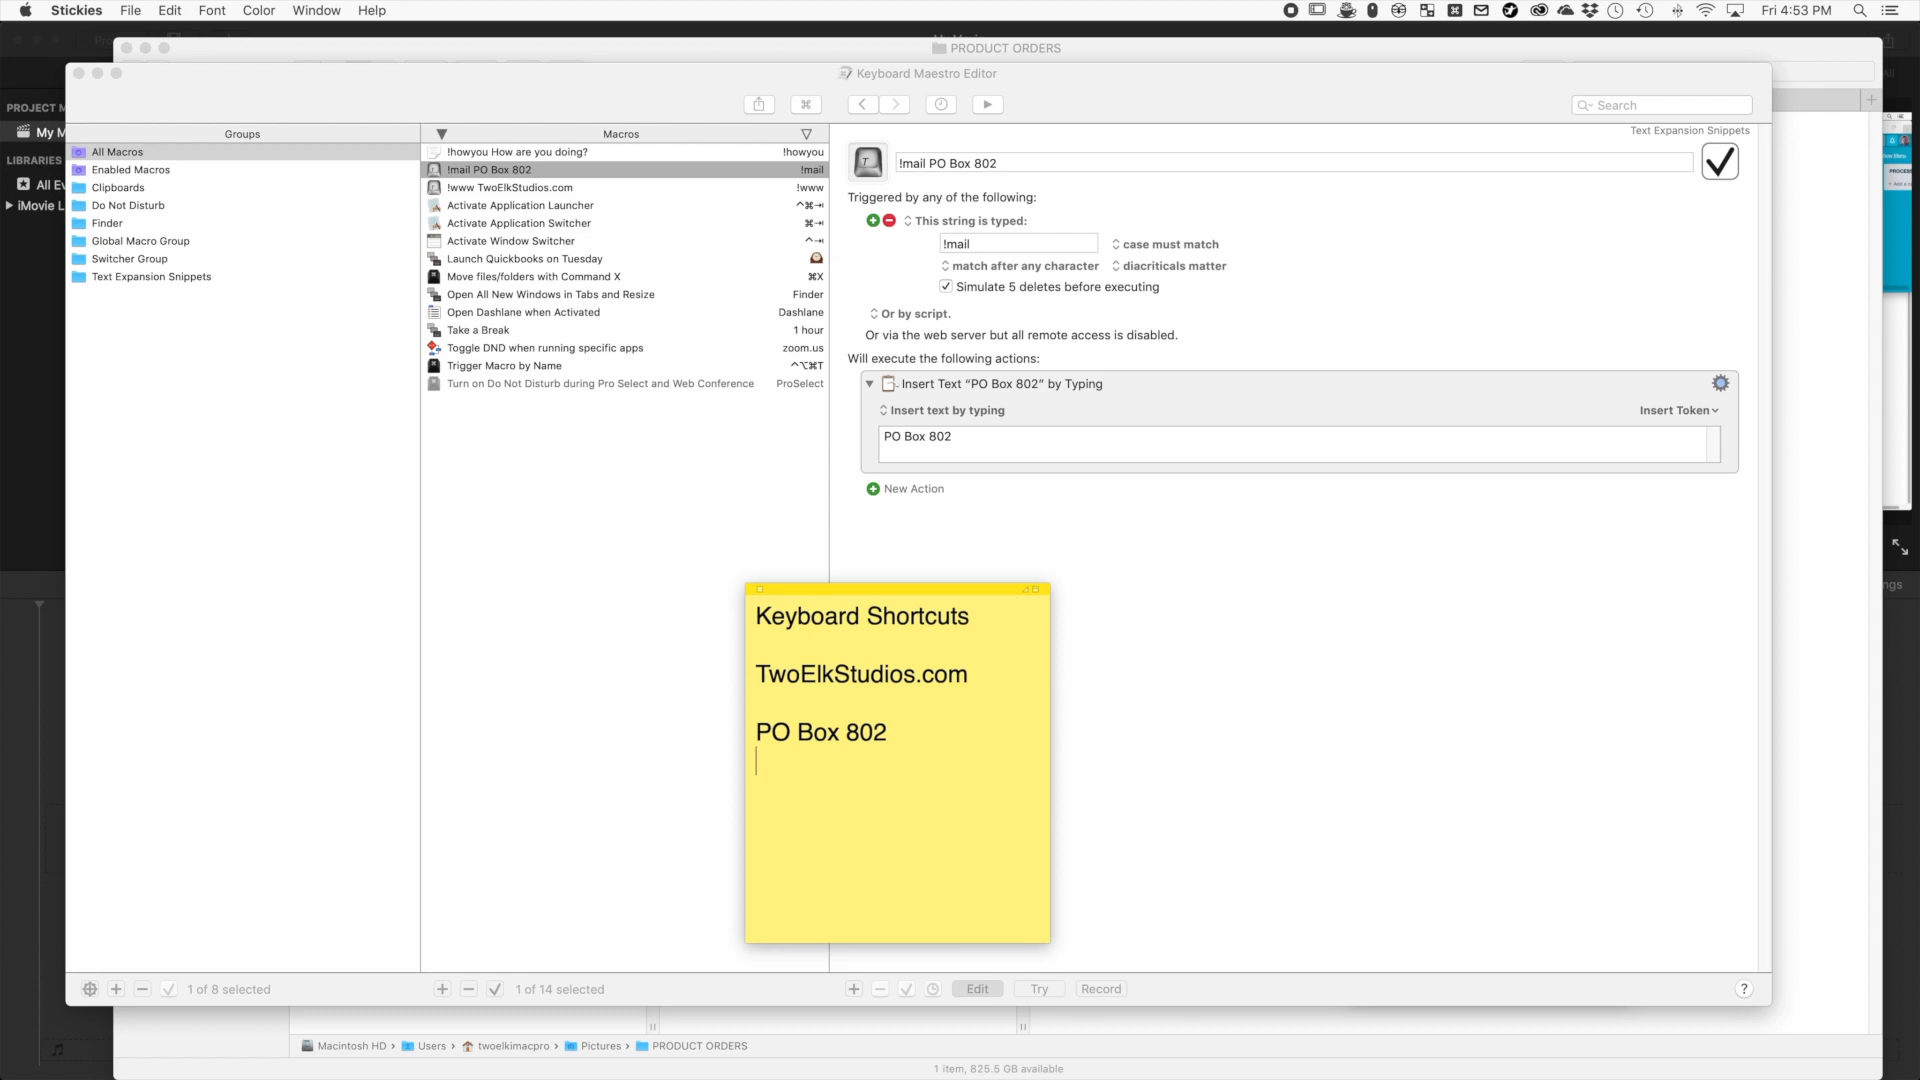 Stickies File Edit Font Color Window Help Fri 4:53 PM
PRODUCT ORDERS
Keyboard Maestro Editor
Search
PROJECT M
My M
LIBRARIES
All Ev
iMovie L
Groups
All Macros
Enabled Macros
Clipboards
Do Not Disturb
Finder
Global Macro Group
Switcher Group
Text Expansion Snippets
Macros
!howyou How are you doing? !howyou
!mail PO Box 802 !mail
!www TwoElkStudios.com !www
Activate Application Launcher ^⌘⇥
Activate Application Switcher ⌘⇥
Activate Window Switcher ^⇥
Launch Quickbooks on Tuesday
Move files/folders with Command X ⌘X
Open All New Windows in Tabs and Resize Finder
Open Dashlane when Activated Dashlane
Take a Break 1 hour
Toggle DND when running specific apps zoom.us
Trigger Macro by Name ^⌥⌘T
Turn on Do Not Disturb during Pro Select and Web Conference ProSelect
Text Expansion Snippets
!mail PO Box 802
Triggered by any of the following:
This string is typed:
!mail case must match
match after any character diacriticals matter
Simulate 5 deletes before executing
Or by script.
Or via the web server but all remote access is disabled.
Will execute the following actions:
Insert Text “PO Box 802” by Typing
Insert text by typing Insert Token
PO Box 802
New Action
Keyboard Shortcuts
TwoElkStudios.com
PO Box 802
ngs
1 of 8 selected
1 of 14 selected
Edit Try Record ?
Macintosh HD › Users › twoelkimacpro › Pictures › PRODUCT ORDERS
1 item, 825.5 GB available